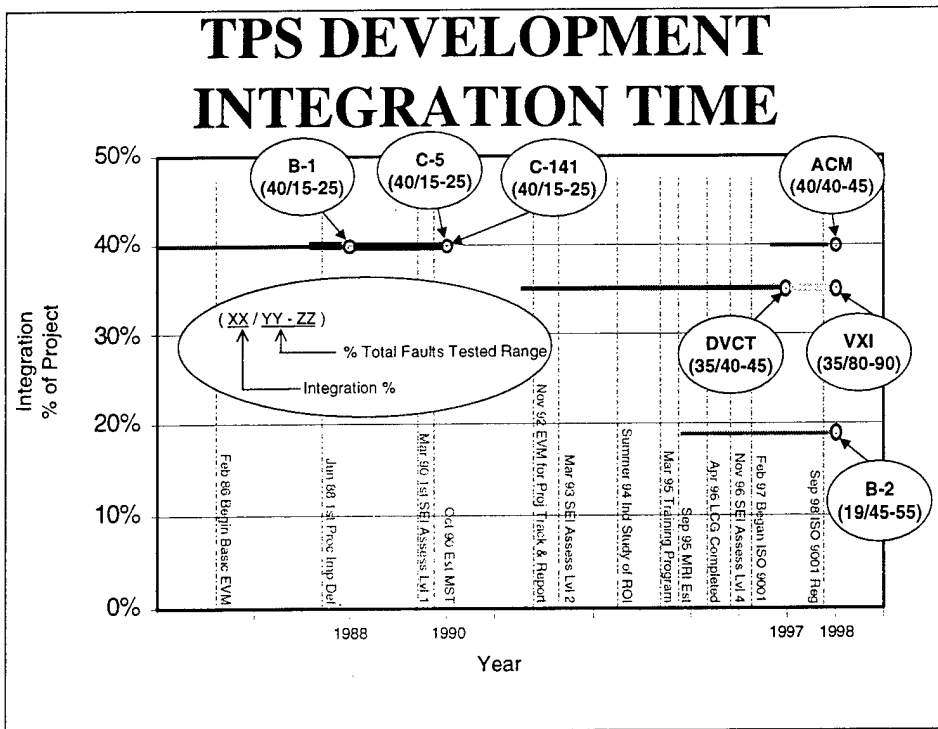 TPS DEVELOPMENT
INTEGRATION TIME
50%
40%
30%
20%
10%
0%
Integration
% of Project
B-1
(40/15-25)
C-5
(40/15-25)
C-141
(40/15-25)
ACM
(40/40-45)
DVCT
(35/40-45)
VXI
(35/80-90)
B-2
(19/45-55)
( XX / YY - ZZ )
% Total Faults Tested Range
Integration %
Feb 86 Begin Basic EVM
Jun 88 1st Proc Imp Def
Mar 90 1st SEI Assess Lvl 1
Oct 90 Est MST
Nov 92 EVM for Proj Track & Report
Mar 93 SEI Assess Lvl 2
Summer 94 Ind Study of ROI
Mar 95 Training Program
Sep 95 MRI Est
Apr 96 LCG Completed
Nov 96 SEI Assess Lvl 4
Feb 97 Began ISO 9001
Sep 98 ISO 9001 Reg
1988
1990
1997
1998
Year